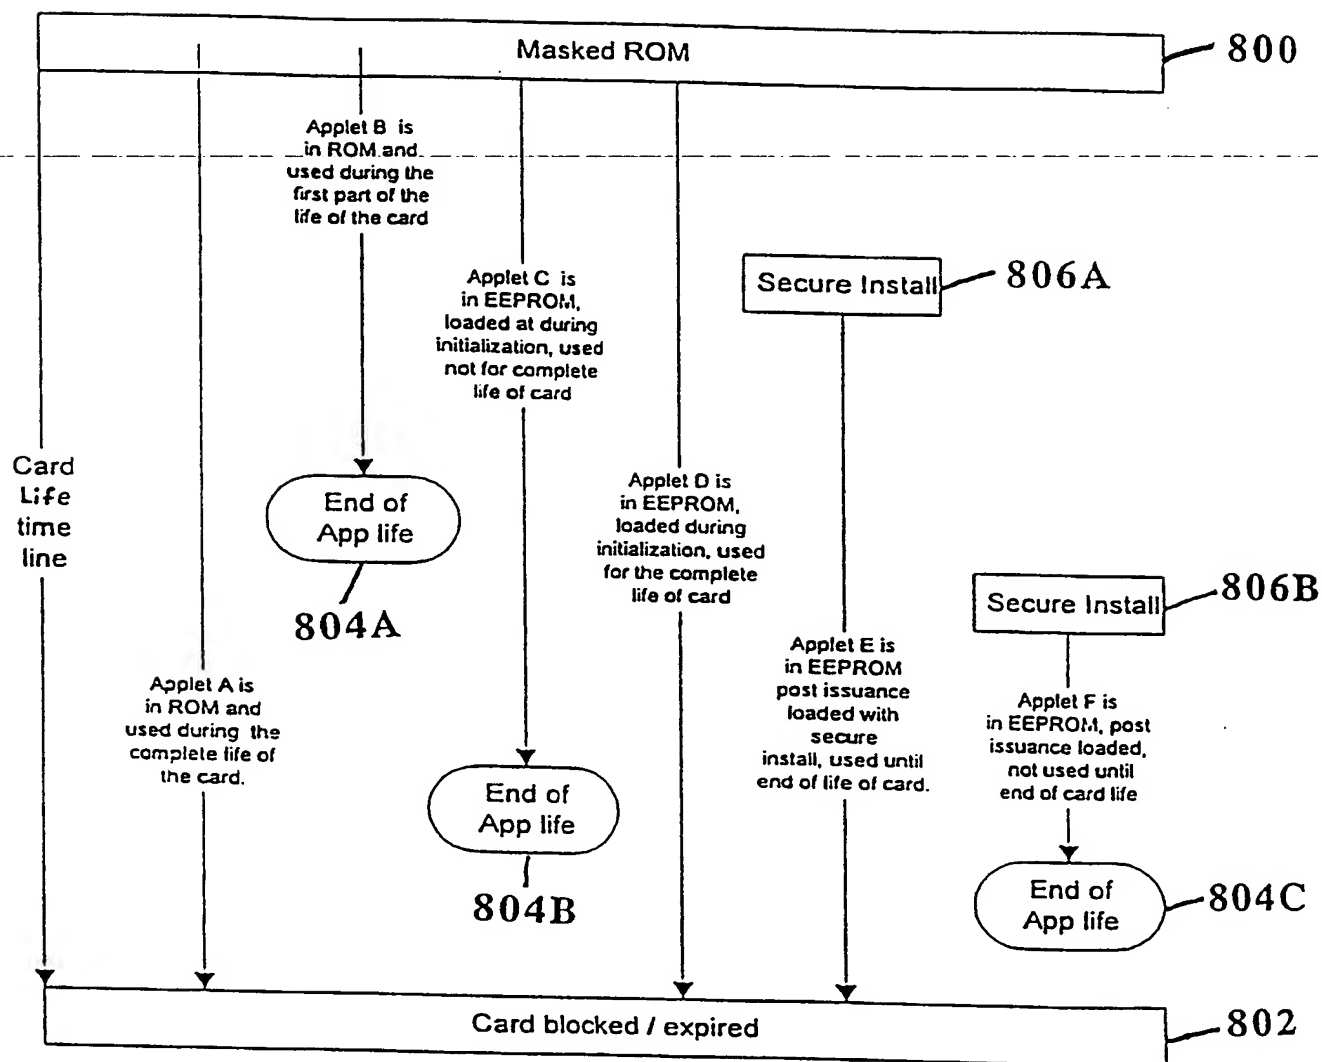 Masked ROM
800
Applet B is
in ROM and
used during the
first part of the
life of the card
Applet C is
in EEPROM,
loaded at during
initialization, used
not for complete
life of card
Secure Install
806A
Card
Life
time
line
End of
App life
804A
Applet D is
in EEPROM,
loaded during
initialization, used
for the complete
life of card
Secure Install
806B
Applet A is
in ROM and
used during the
complete life of
the card.
Applet E is
in EEPROM
post issuance
loaded with
secure
install, used until
end of life of card.
Applet F is
in EEPROM, post
issuance loaded,
not used until
end of card life
End of
App life
804B
End of
App life
804C
Card blocked / expired
802